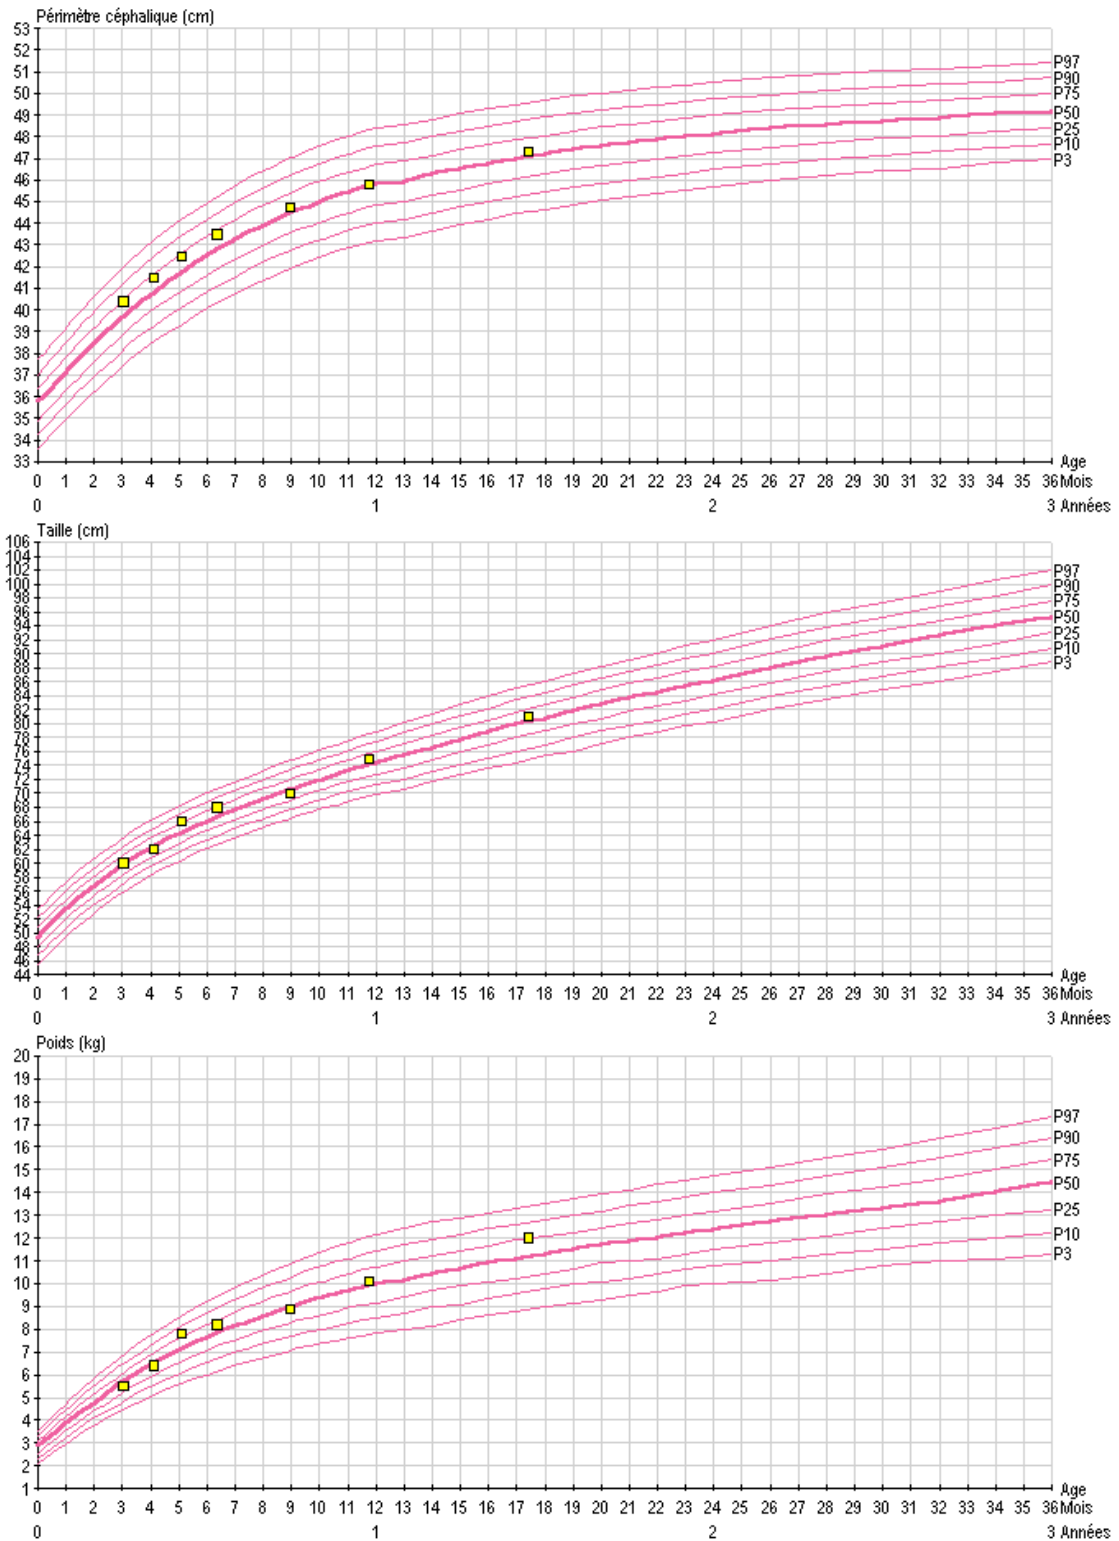 Périmètre céphalique (cm)
53
52
51
50
49
48
47
46
45
44
43
42
41
40
39
38
37
36
35
34
33
P97
P90
P75
P50
P25
P10
P3
0 1 2 3 4 5 6 7 8 9 10 11 12 13 14 15 16 17 18 19 20 21 22 23 24 25 26 27 28 29 30 31 32 33 34 35 36 Age Mois
0 1 2 3 Années
Taille (cm)
106
104
102
100
98
96
94
92
90
88
86
84
82
80
78
76
74
72
70
68
66
64
62
60
58
56
54
52
50
48
46
44
P97
P90
P75
P50
P25
P10
P3
0 1 2 3 4 5 6 7 8 9 10 11 12 13 14 15 16 17 18 19 20 21 22 23 24 25 26 27 28 29 30 31 32 33 34 35 36 Age Mois
0 1 2 3 Années
Poids (kg)
20
19
18
17
16
15
14
13
12
11
10
9
8
7
6
5
4
3
2
1
P97
P90
P75
P50
P25
P10
P3
0 1 2 3 4 5 6 7 8 9 10 11 12 13 14 15 16 17 18 19 20 21 22 23 24 25 26 27 28 29 30 31 32 33 34 35 36 Age Mois
0 1 2 3 Années